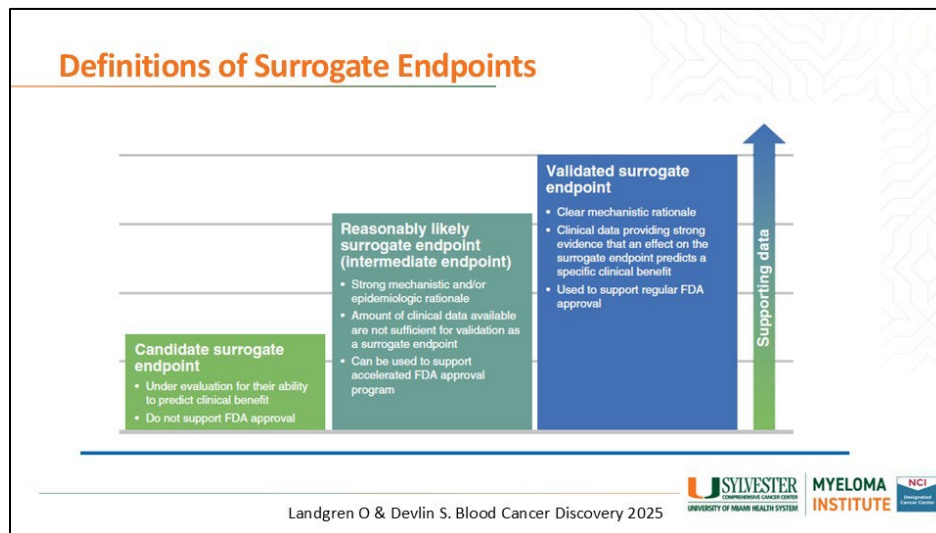 Definitions of Surrogate Endpoints
Candidate surrogate
endpoint
• Under evaluation for their ability
to predict clinical benefit
• Do not support FDA approval
Reasonably likely
surrogate endpoint
(intermediate endpoint)
• Strong mechanistic and/or
epidemiologic rationale
• Amount of clinical data available
are not sufficient for validation as
a surrogate endpoint
• Can be used to support
accelerated FDA approval
program
Validated surrogate
endpoint
• Clear mechanistic rationale
• Clinical data providing strong
evidence that an effect on the
surrogate endpoint predicts a
specific clinical benefit
• Used to support regular FDA
approval
Supporting data
Landgren O & Devlin S. Blood Cancer Discovery 2025
SYLVESTER
COMPREHENSIVE CANCER CENTER
UNIVERSITY OF MIAMI HEALTH SYSTEM
MYELOMA
INSTITUTE
NCI
Designated
Cancer Center